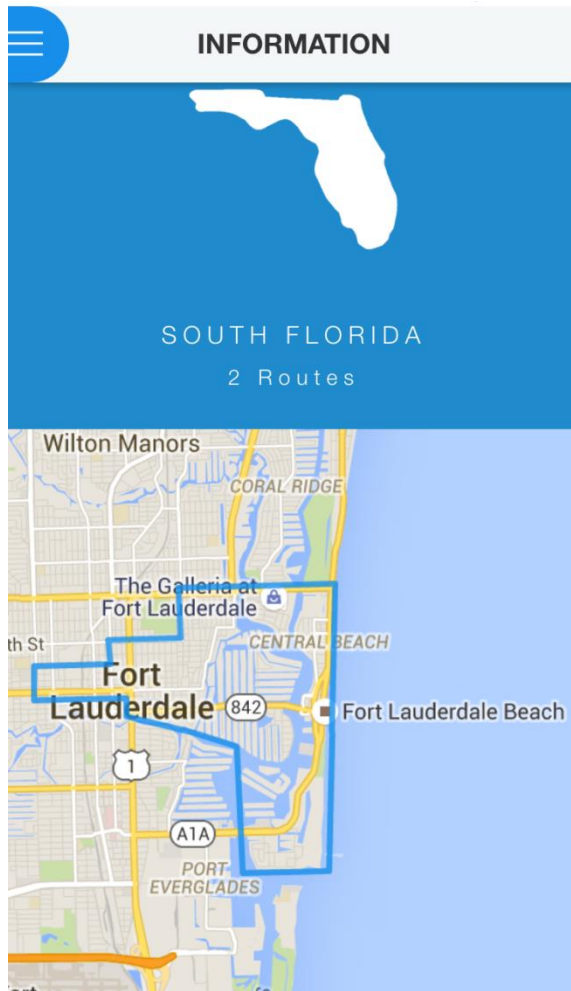 INFORMATION
SOUTH FLORIDA
2 Routes
Wilton Manors
CORAL RIDGE
The Galleria at
Fort Lauderdale
th St
CENTRAL BEACH
Fort
Lauderdale
842
Fort Lauderdale Beach
1
A1A
PORT
EVERGLADES